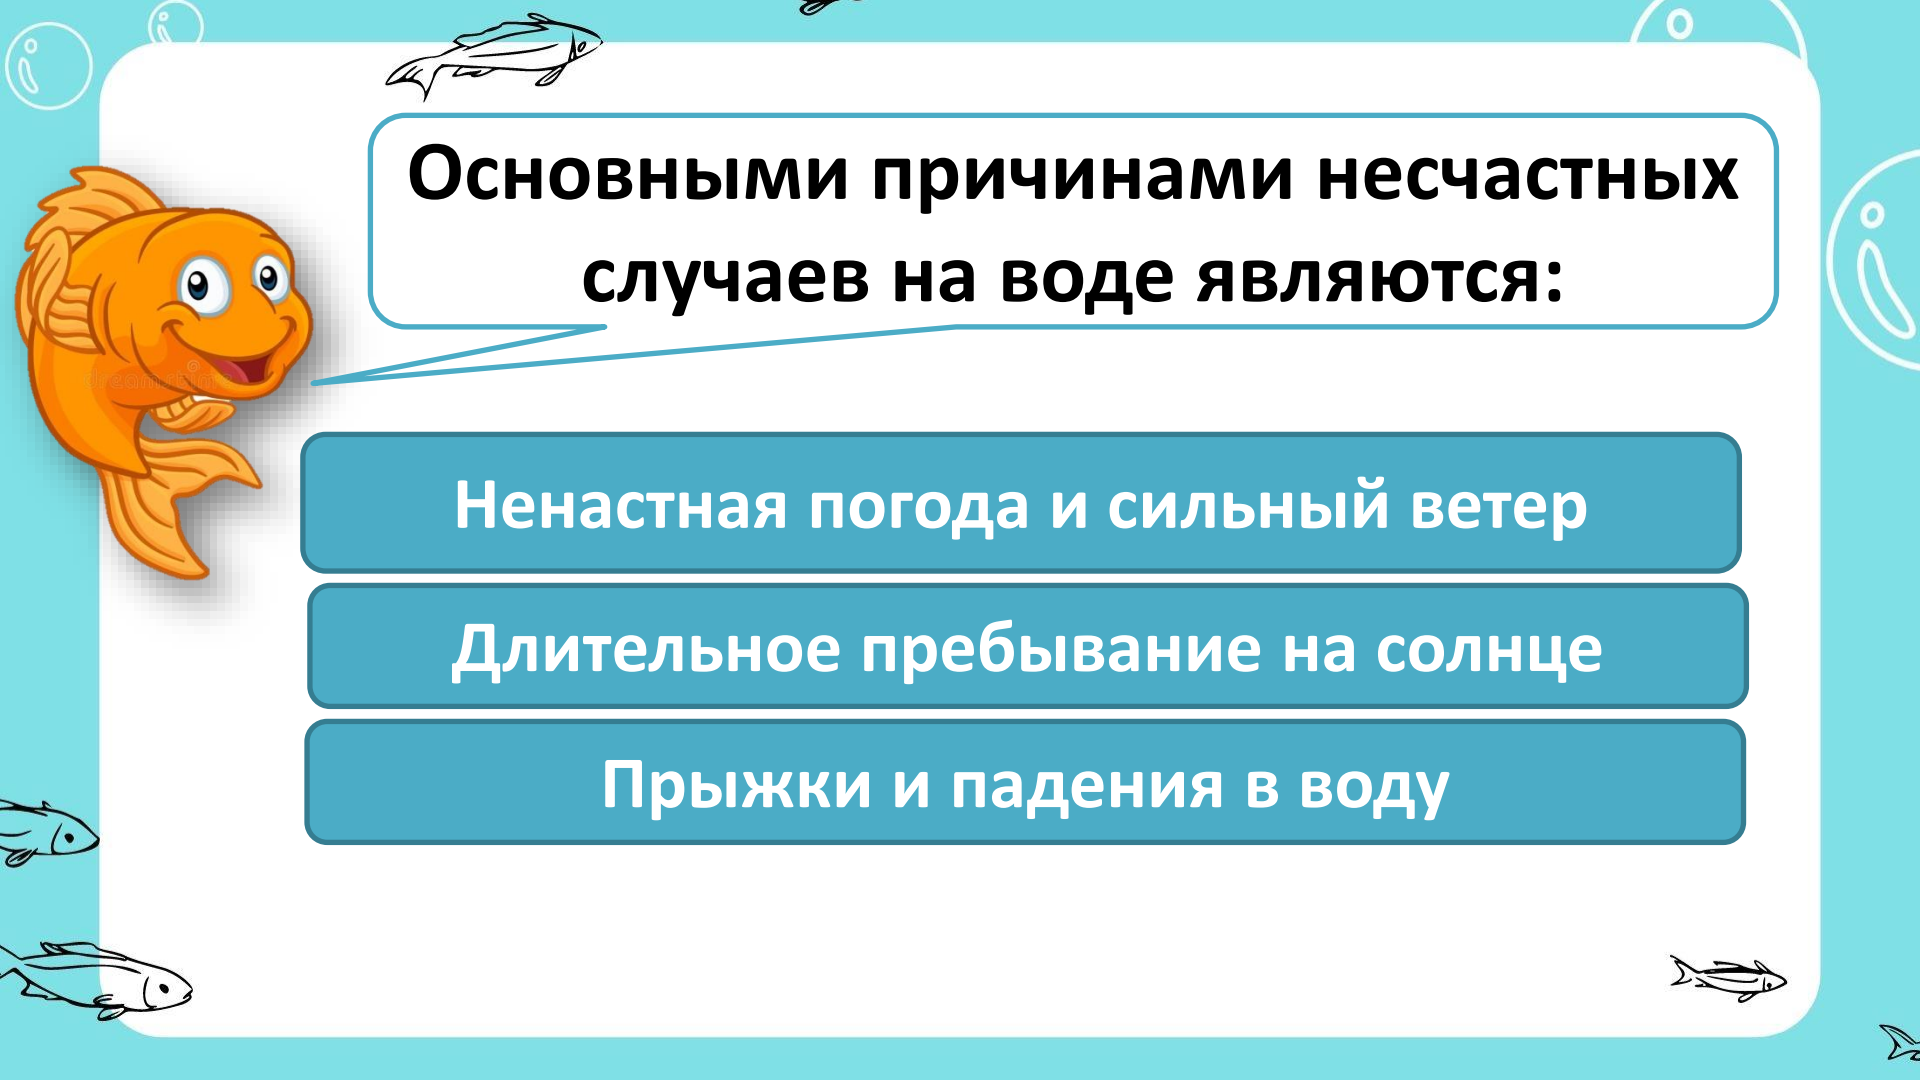 Основными причинами несчастных
случаев на воде являются:
Ненастная погода и сильный ветер
Длительное пребывание на солнце
Прыжки и падения в воду